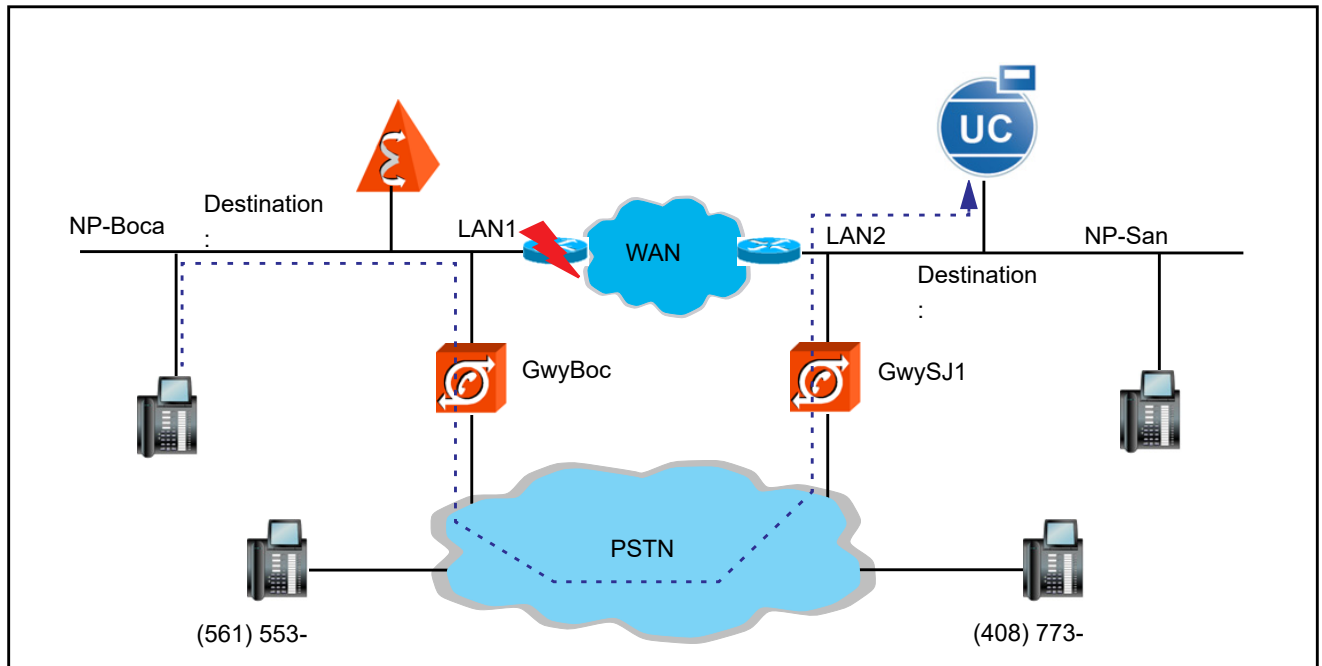 UC
Destination
:
NP-Boca
LAN1
WAN
LAN2
NP-San
Destination
:
GwyBoc
GwySJ1
PSTN
(561) 553-
(408) 773-